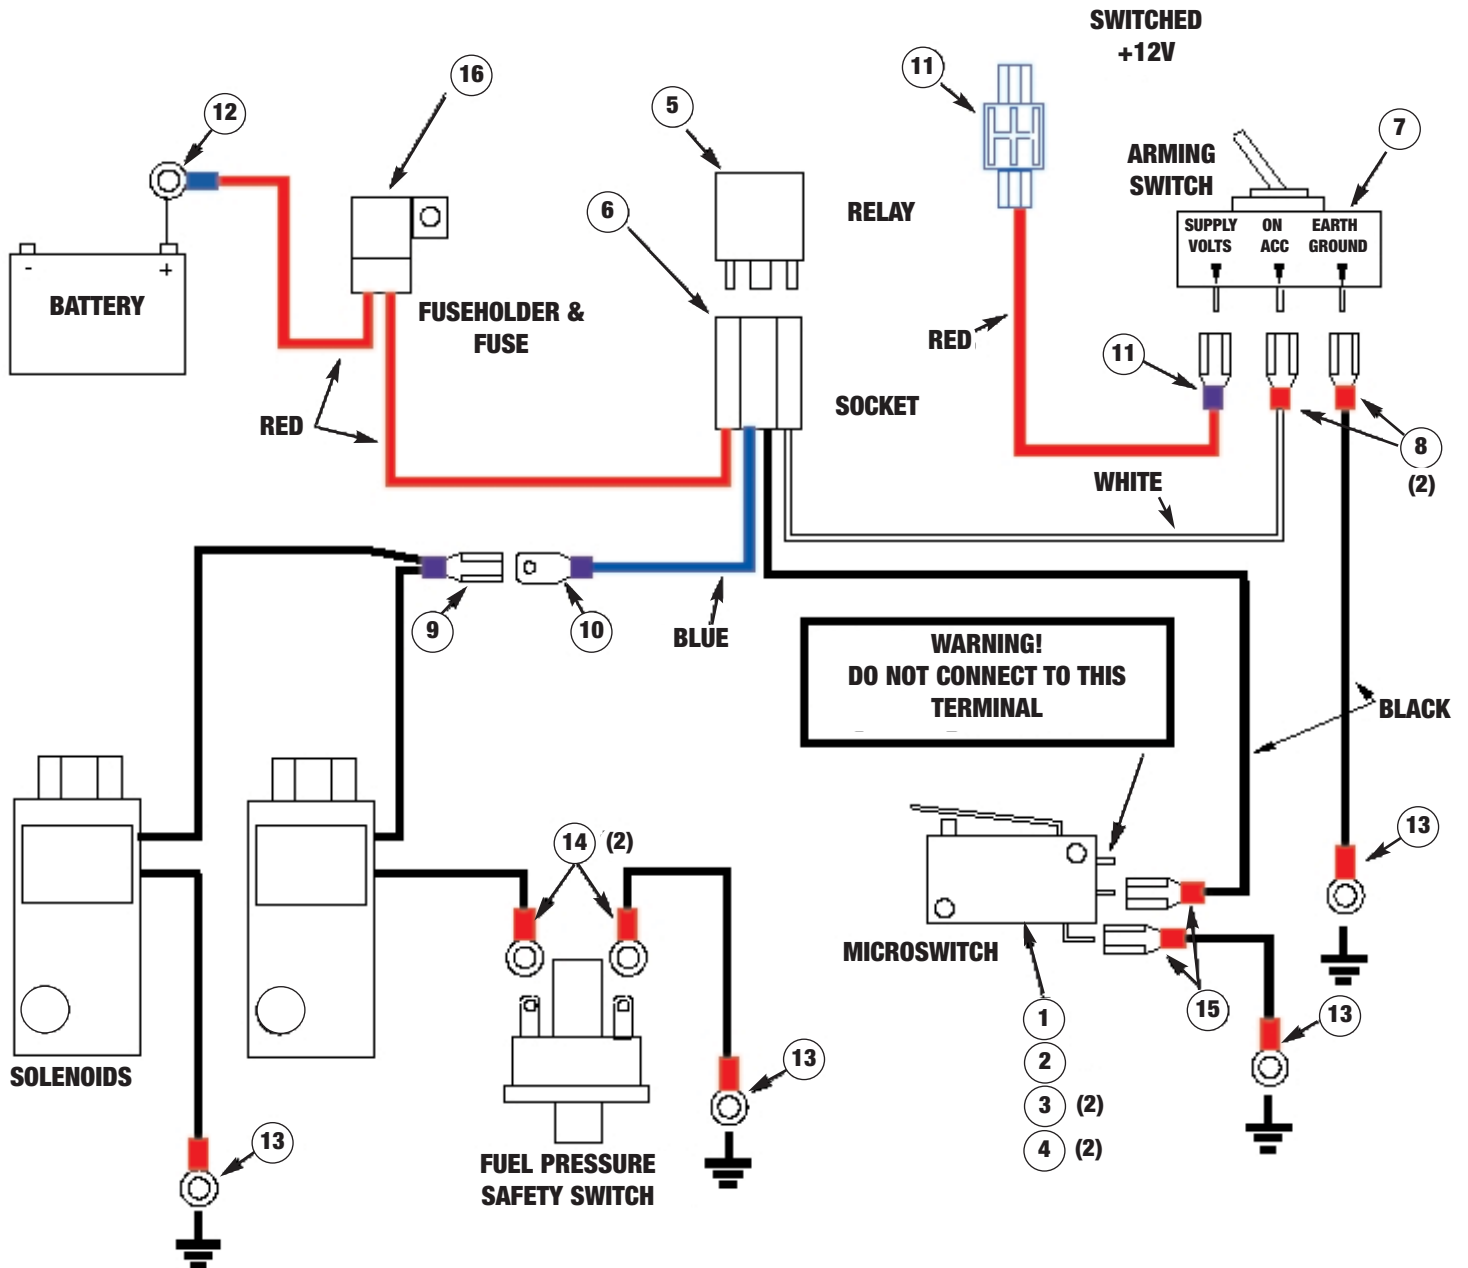 SWITCHED
+12V
16
11
12
5
7
ARMING
SWITCH
6
RELAY
SUPPLY
VOLTS
ON
ACC
EARTH
GROUND
- +
BATTERY
FUSEHOLDER &
FUSE
RED
11
RED
SOCKET
8
(2)
WHITE
9
10
BLUE
WARNING!
DO NOT CONNECT TO THIS
TERMINAL
BLACK
14 (2)
13
MICROSWITCH
15
13
1
2
3 (2)
4 (2)
SOLENOIDS
13
13
FUEL PRESSURE
SAFETY SWITCH